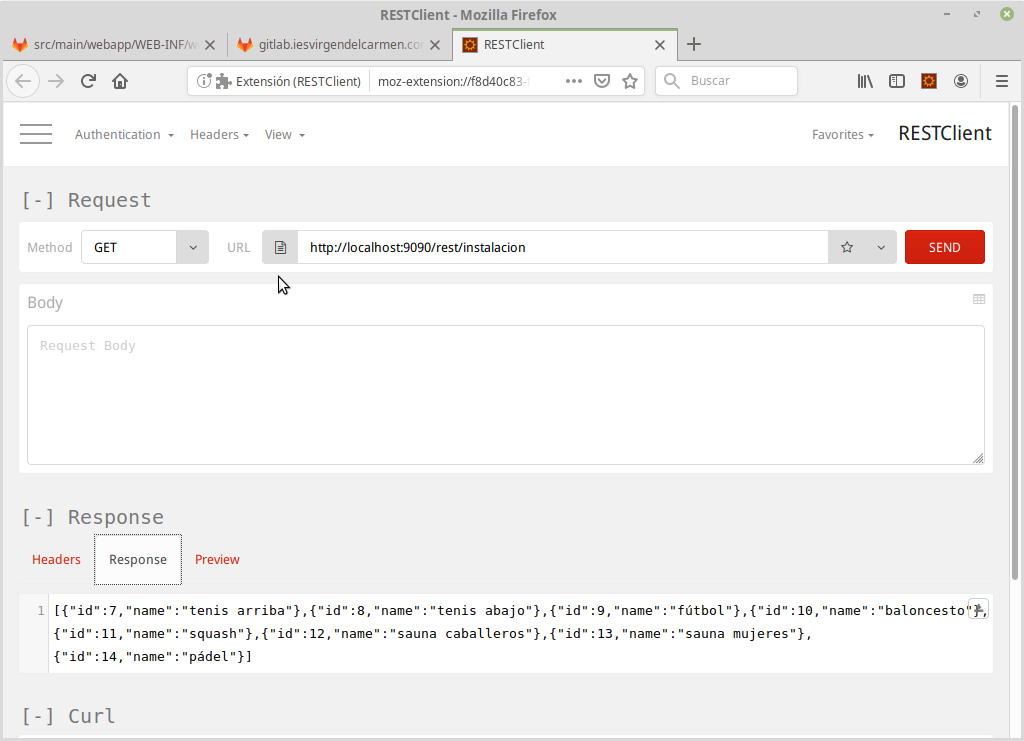 RESTClient - Mozilla Firefox
src/main/webapp/WEB-INF/w
gitlab.iesvirgendelcarmen.co
RESTClient
Extensión (RESTClient)
moz-extension://f8d40c83-
Buscar
Authentication
Headers
View
Favorites
RESTClient
[-] Request
Method
GET
URL
http://localhost:9090/rest/instalacion
SEND
Body
Request Body
[-] Response
Headers
Response
Preview
1
[{"id":7,"name":"tenis arriba"},{"id":8,"name":"tenis abajo"},{"id":9,"name":"fútbol"},{"id":10,"name":"baloncesto"},
{"id":11,"name":"squash"},{"id":12,"name":"sauna caballeros"},{"id":13,"name":"sauna mujeres"},
{"id":14,"name":"pádel"}]
[-] Curl